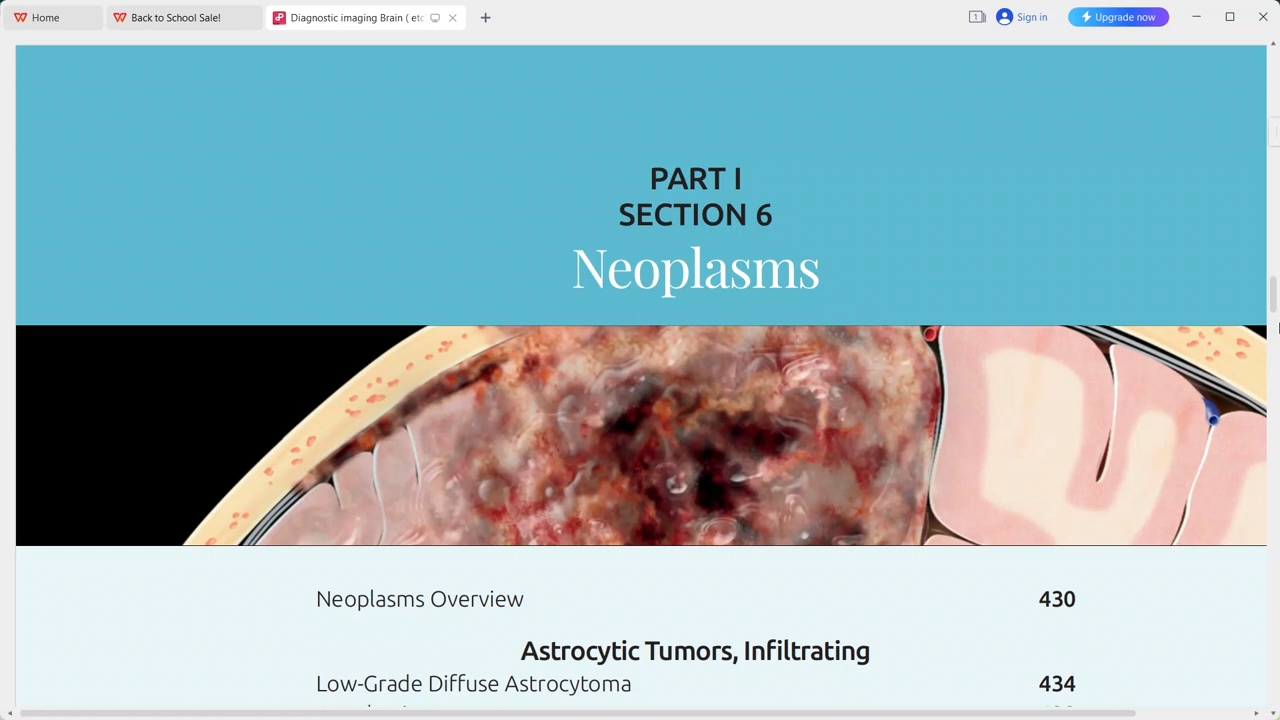 Home
Back to School Sale!
Diagnostic imaging Brain ( etc
1
Sign in
Upgrade now
PART I
SECTION 6
Neoplasms
Neoplasms Overview 430
Astrocytic Tumors, Infiltrating
Low-Grade Diffuse Astrocytoma 434